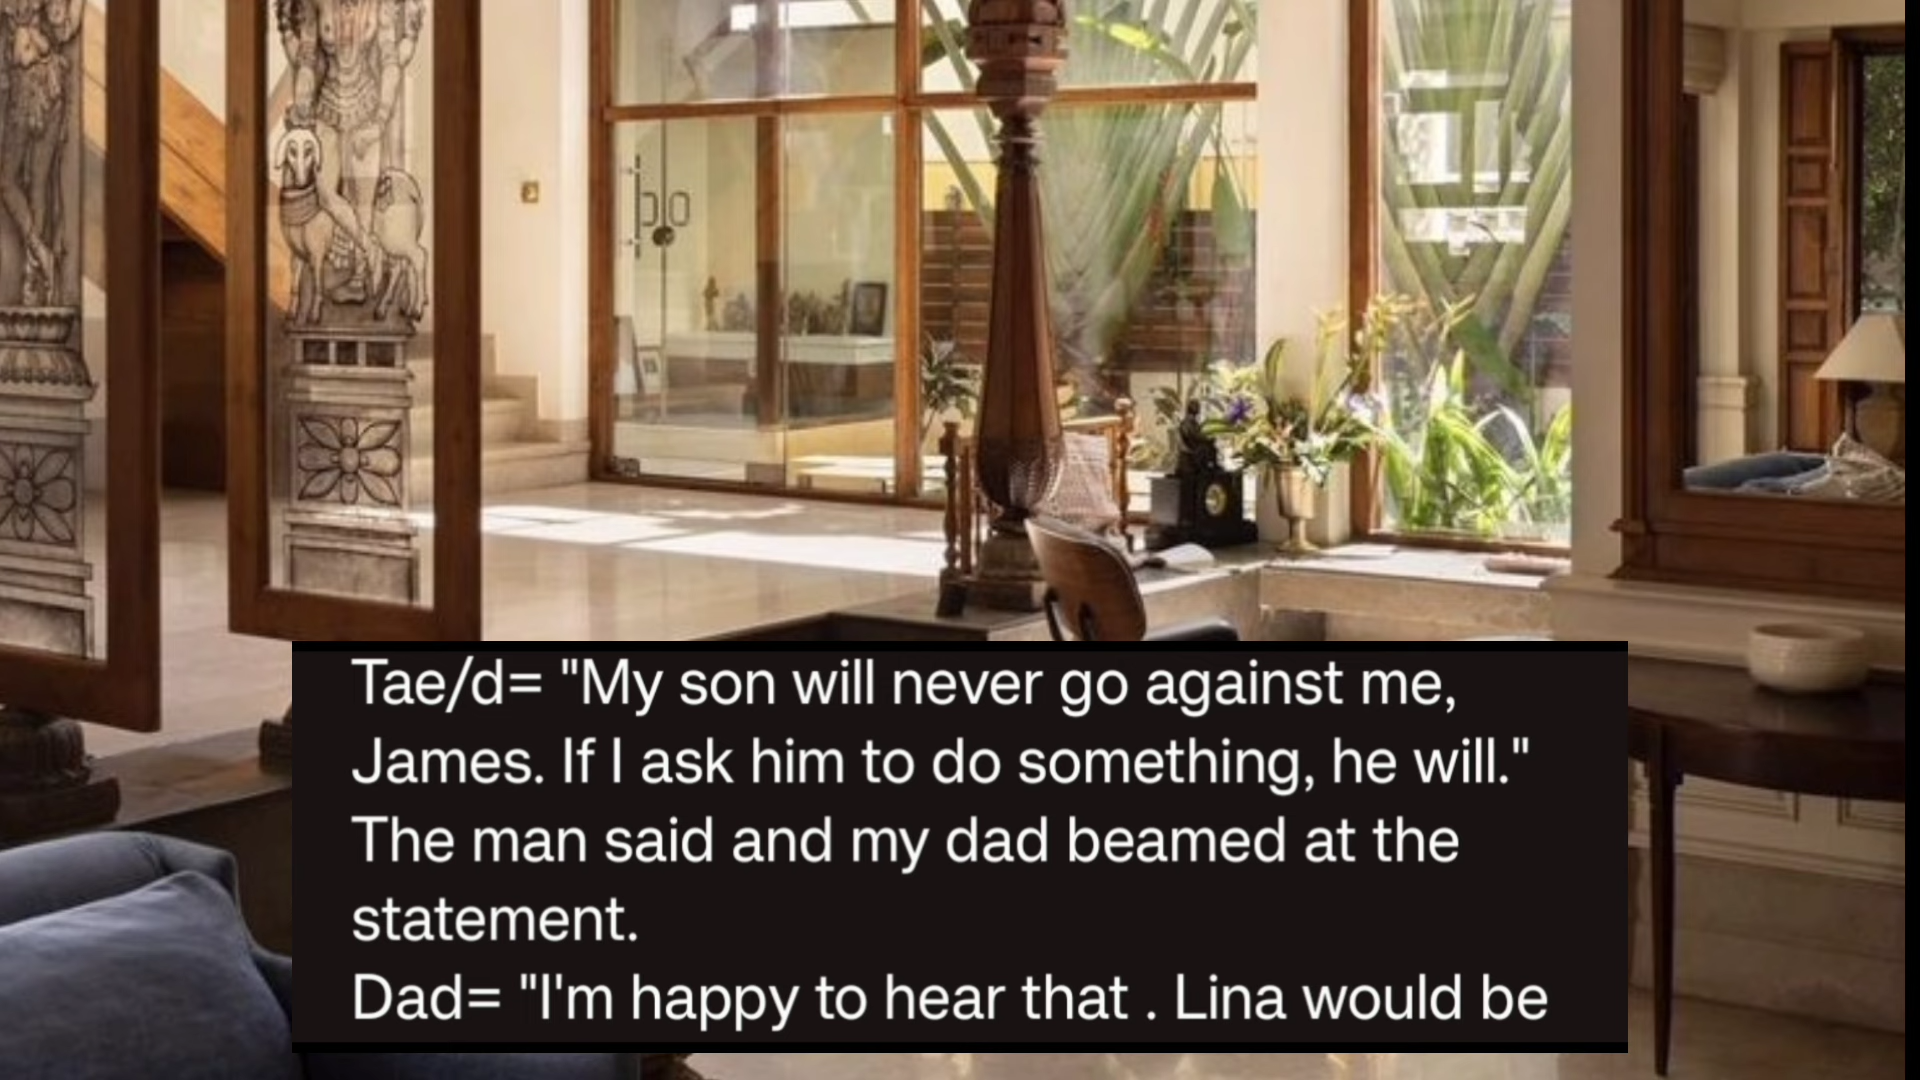 Tae/d= "My son will never go against me,
James. If I ask him to do something, he will."
The man said and my dad beamed at the
statement.
Dad= "I'm happy to hear that . Lina would be